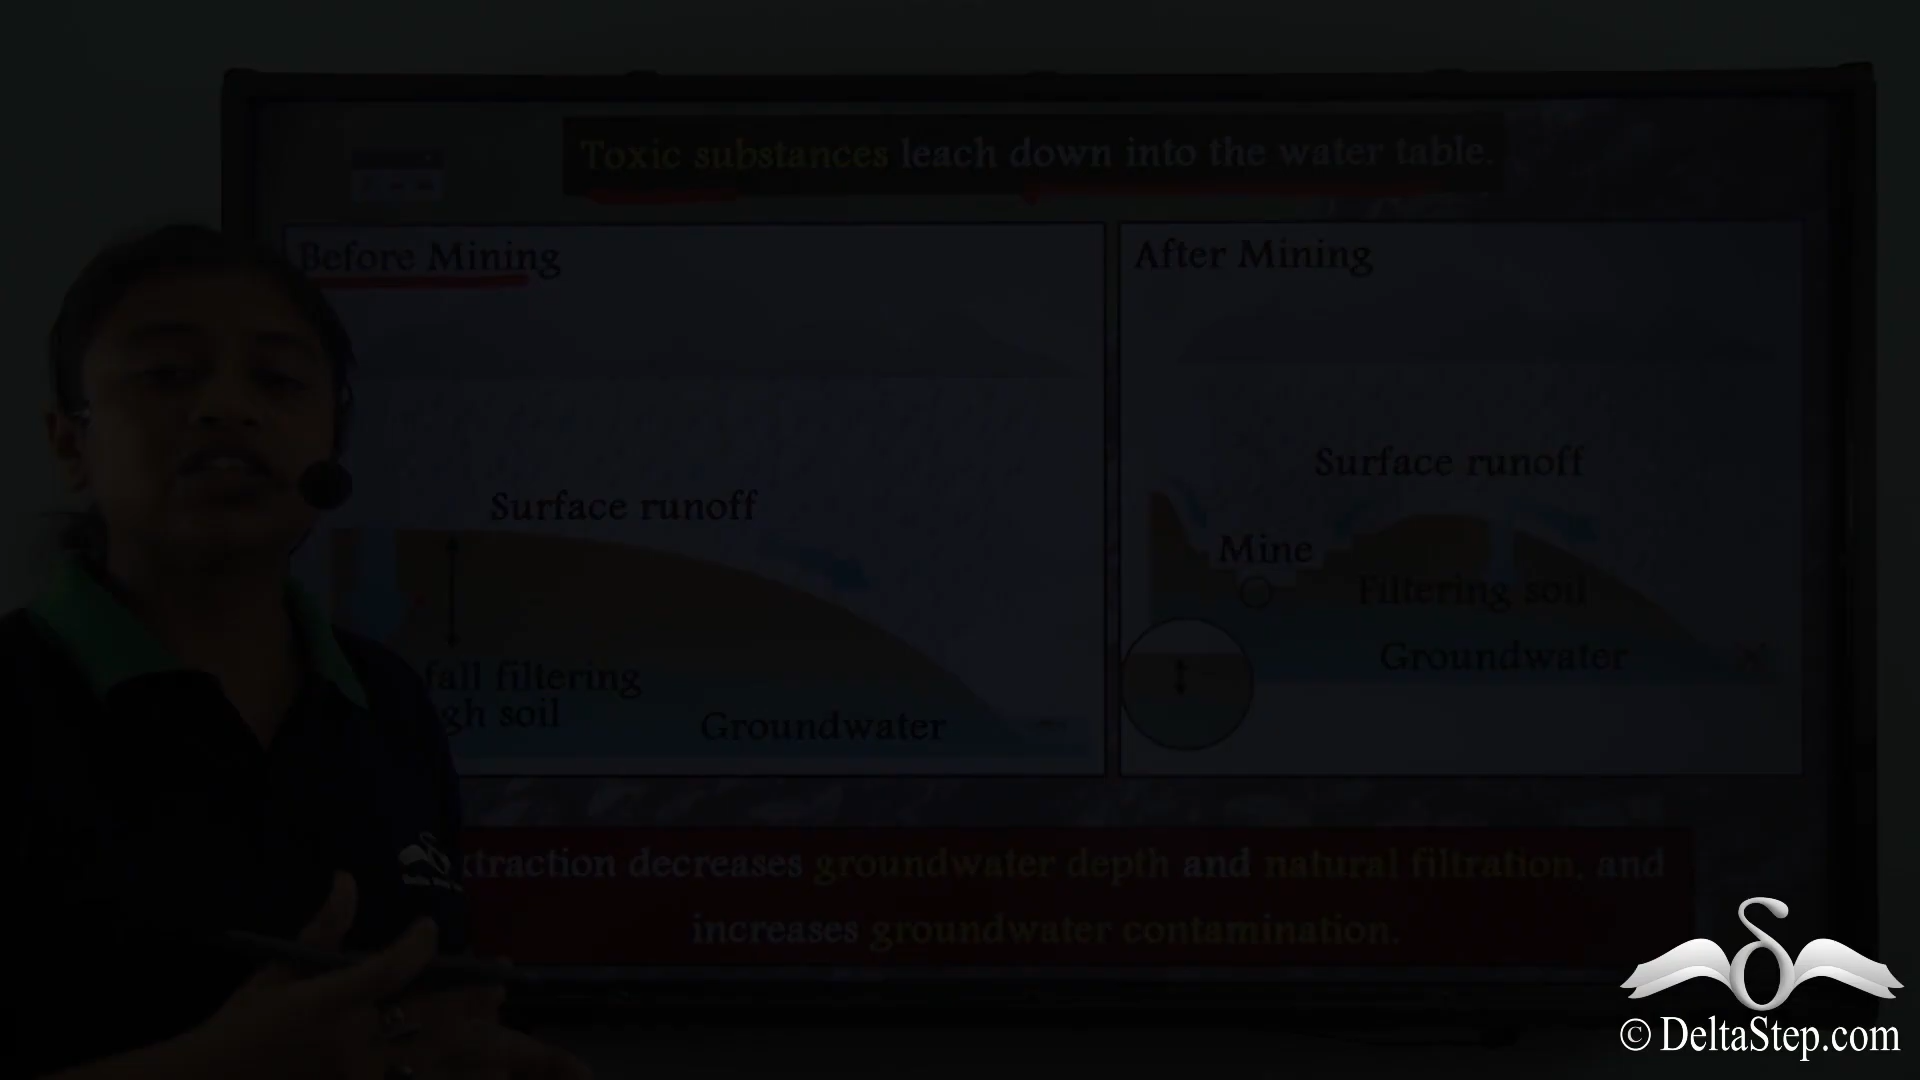 Toxic substances leach down into the water table.
Before Mining
After Mining
Surface runoff
Surface runoff
Mine
Filtering soil
fall filtering
gh soil
Groundwater
Groundwater
xtraction decreases groundwater depth and natural filtration, and
increases groundwater contamination.
© DeltaStep.com